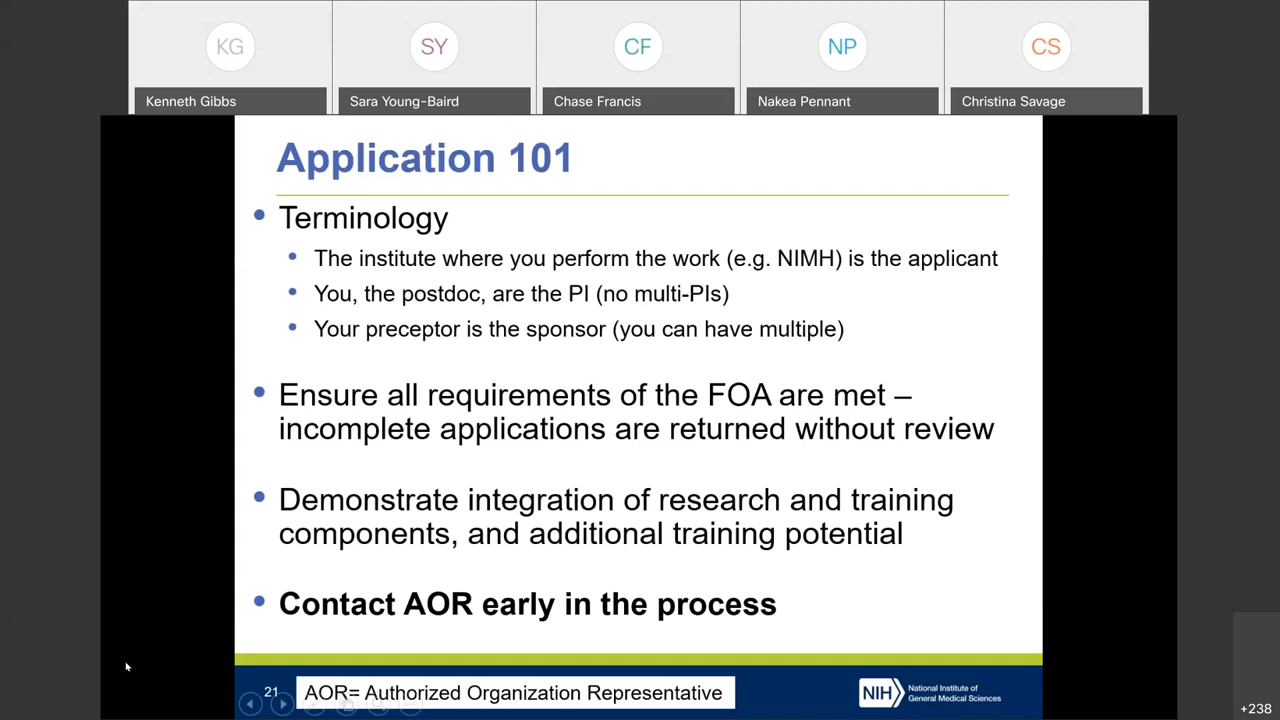 KG
SY
CF
NP
CS
Kenneth Gibbs
Sara Young-Baird
Chase Francis
Nakea Pennant
Christina Savage
Application 101
• Terminology
• The institute where you perform the work (e.g. NIMH) is the applicant
• You, the postdoc, are the PI (no multi-PIs)
• Your preceptor is the sponsor (you can have multiple)
• Ensure all requirements of the FOA are met –
incomplete applications are returned without review
• Demonstrate integration of research and training
components, and additional training potential
• Contact AOR early in the process
21
AOR= Authorized Organization Representative
NIH
National Institute of
General Medical Sciences
+238